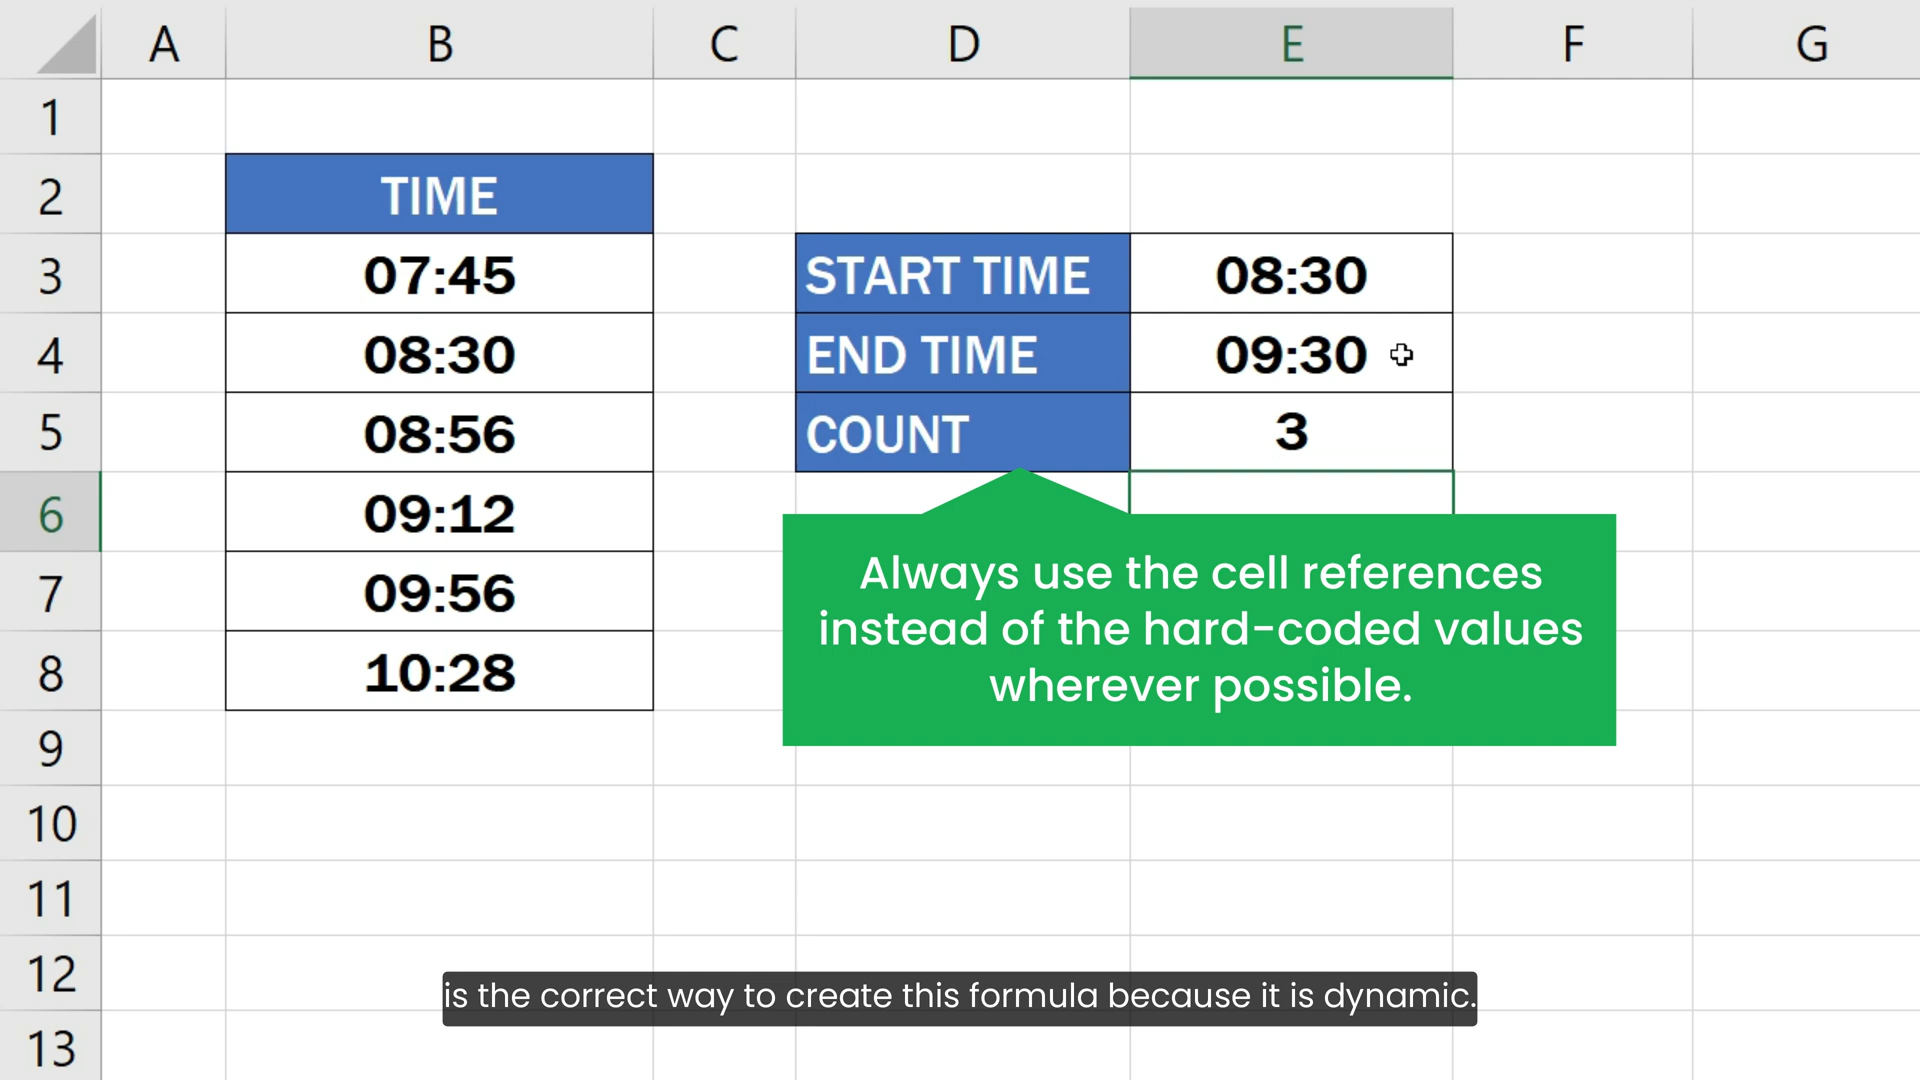 A B C D E F G
1
2 TIME
3 07:45 START TIME 08:30
4 08:30 END TIME 09:30
5 08:56 COUNT 3
6 09:12
7 09:56
8 10:28
Always use the cell references
instead of the hard-coded values
wherever possible.
9
10
11
12
is the correct way to create this formula because it is dynamic.
13